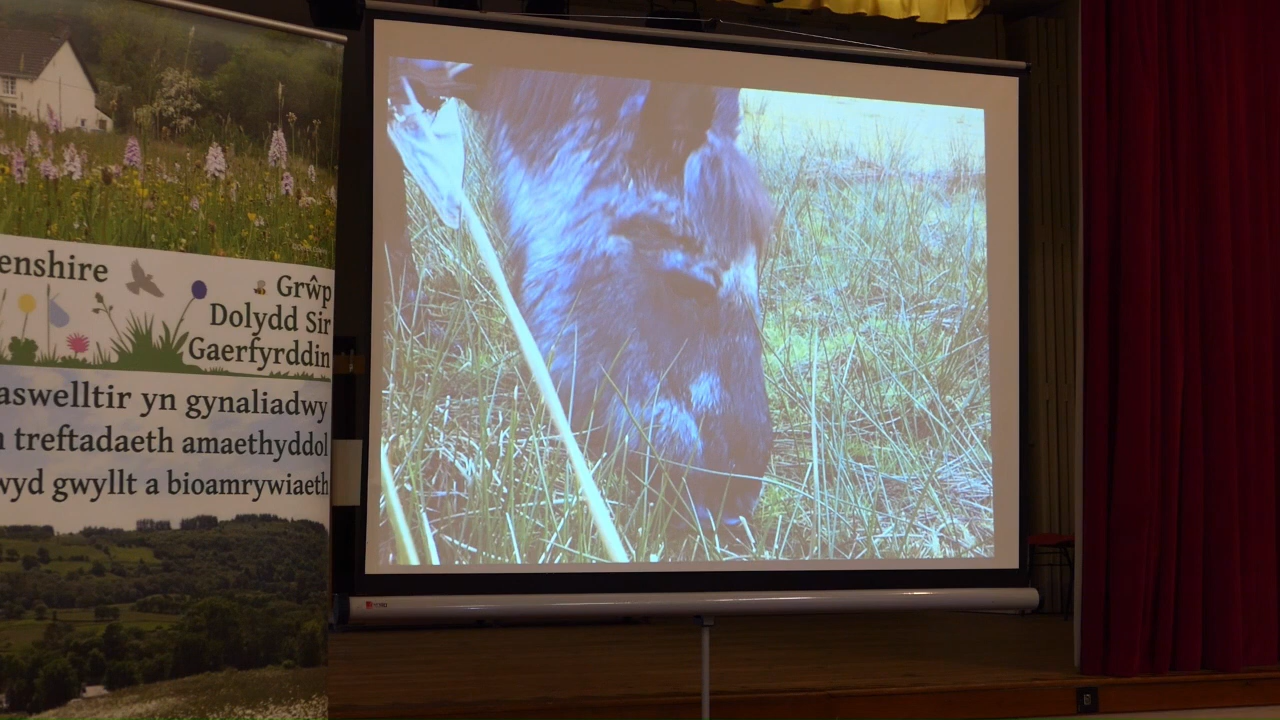 enshire
Grŵp
Dolydd Sir
Gaerfyrddin
aswelltir yn gynaliadwy
treftadaeth amaethyddol
wyd gwyllt a bioamrywiaeth